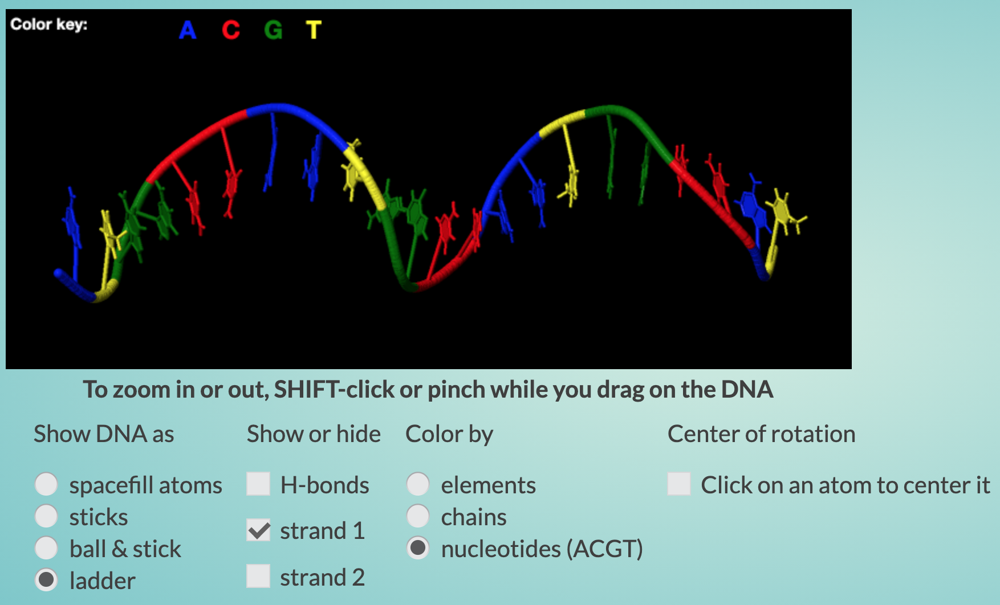 Color key: A C G T
To zoom in or out, SHIFT-click or pinch while you drag on the DNA
Show DNA as
spacefill atoms
sticks
ball & stick
ladder
Show or hide
H-bonds
strand 1
strand 2
Color by
elements
chains
nucleotides (ACGT)
Center of rotation
Click on an atom to center it